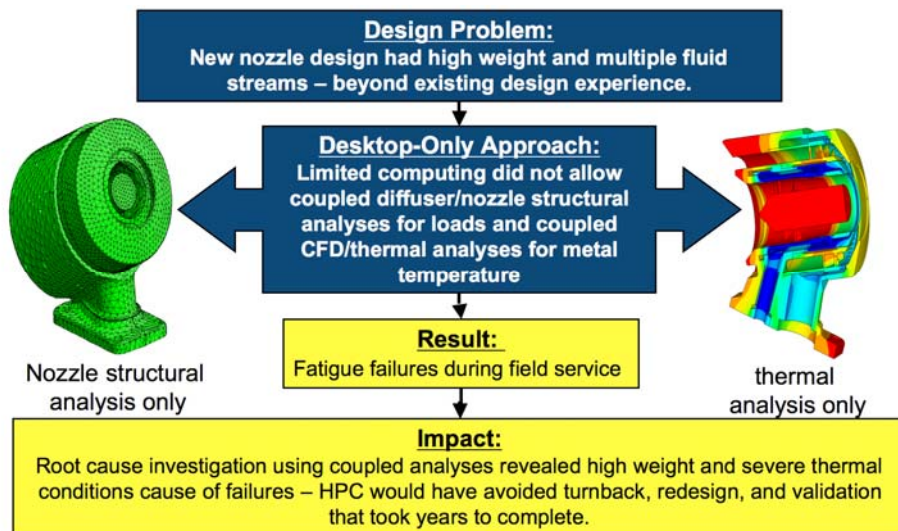 Design Problem:
New nozzle design had high weight and multiple fluid
streams – beyond existing design experience.
Desktop-Only Approach:
Limited computing did not allow
coupled diffuser/nozzle structural
analyses for loads and coupled
CFD/thermal analyses for metal
temperature
Nozzle structural
analysis only
thermal
analysis only
Result:
Fatigue failures during field service
Impact:
Root cause investigation using coupled analyses revealed high weight and severe thermal
conditions cause of failures – HPC would have avoided turnback, redesign, and validation
that took years to complete.